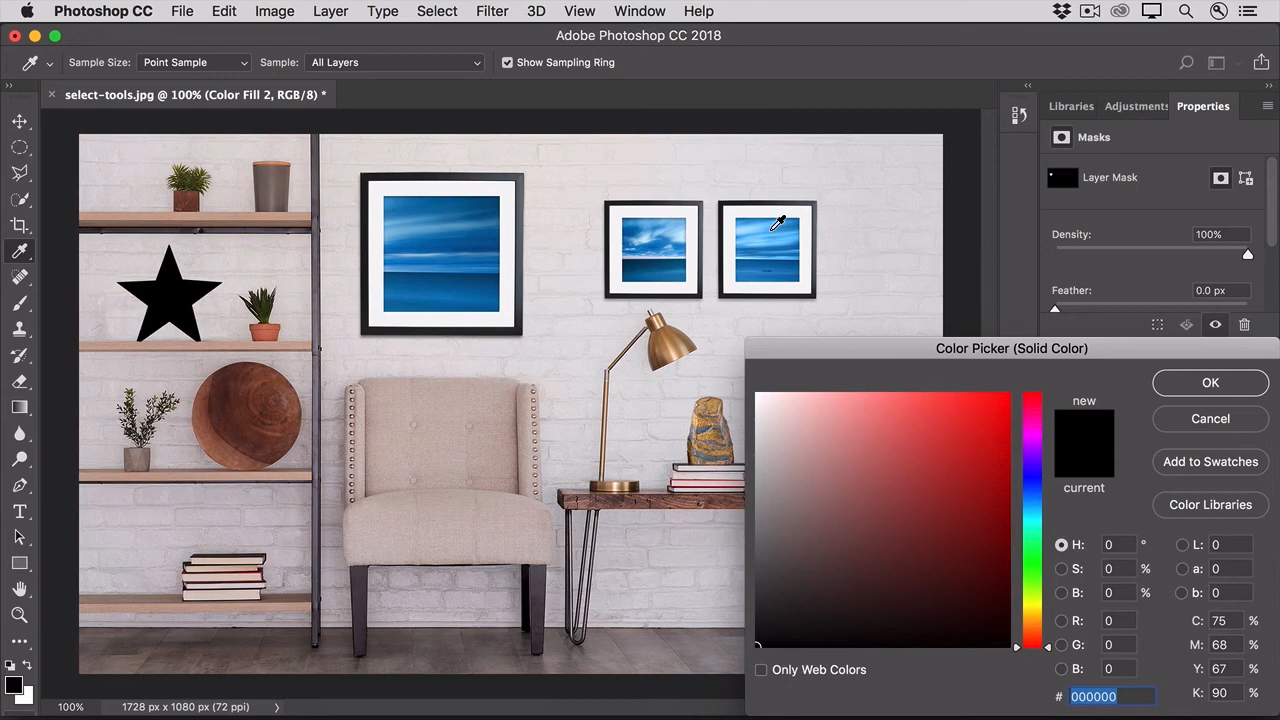 Photoshop CC File Edit Image Layer Type Select Filter 3D View Window Help
Adobe Photoshop CC 2018
Sample Size: Point Sample Sample: All Layers Show Sampling Ring
select-tools.jpg @ 100% (Color Fill 2, RGB/8) *
Libraries Adjustments Properties
Masks
Layer Mask
Density: 100%
Feather: 0.0 px
Color Picker (Solid Color)
new
current
OK
Cancel
Add to Swatches
Color Libraries
H: 0 ° L: 0
S: 0 % a: 0
B: 0 % b: 0
R: 0 C: 75 %
G: 0 M: 68 %
B: 0 Y: 67 %
# 000000 K: 90 %
Only Web Colors
100% 1728 px x 1080 px (72 ppi)